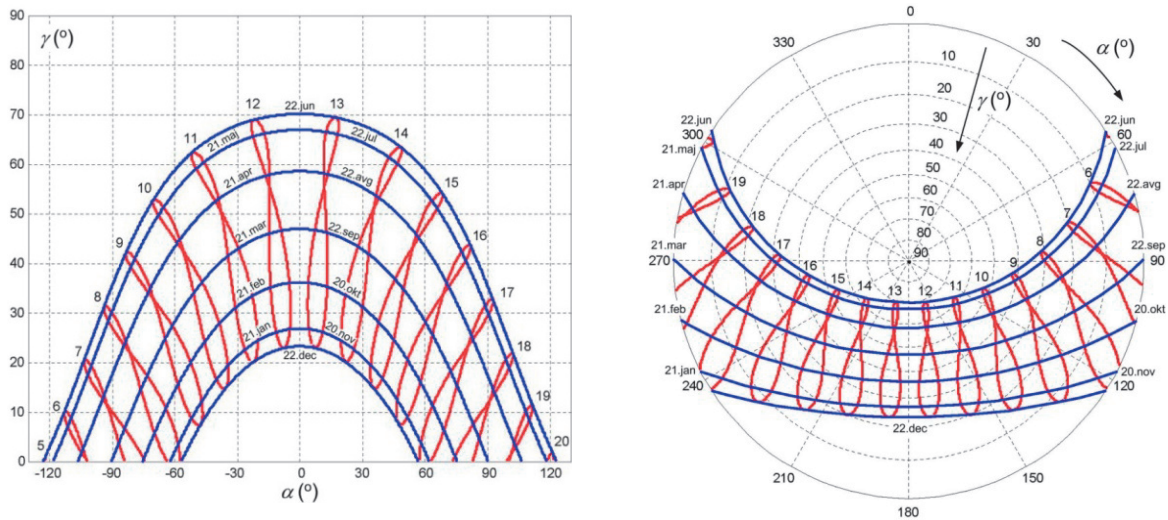 90
80
70
60
50
40
30
20
10
0
γ (°)
12
22.jun
13
11
21.maj
22.jul
14
10
21.apr
22.avg
15
9
21.mar
22.sep
16
8
21.feb
20.okt
17
7
21.jan
20.nov
18
22.dec
6
19
5
20
-120
-90
-60
-30
0
30
60
90
120
α (°)
0
330
30
α (°)
10
20
30
40
50
60
70
80
90
γ (°)
22.jun
300
21.maj
21.apr
21.mar
270
21.feb
21.jan
240
22.jun
60
22.jul
22.avg
22.sep
90
20.okt
20.nov
120
19
18
17
16
15
14
13
12
11
10
9
8
7
6
22.dec
210
150
180